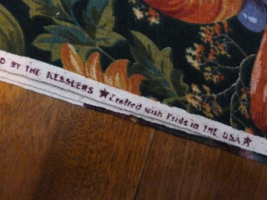 D BY THE KESSLERS ★ Crafted with Pride in THE USA ★